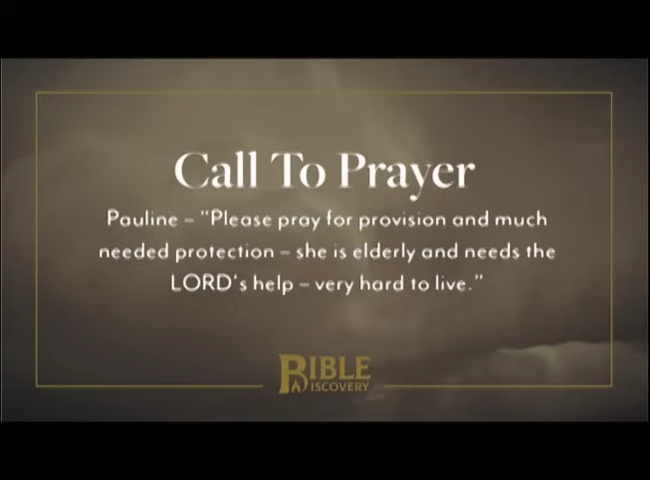 Call To Prayer
Pauline – “Please pray for provision and much
needed protection – she is elderly and needs the
LORD's help – very hard to live.”
BIBLE
DISCOVERY